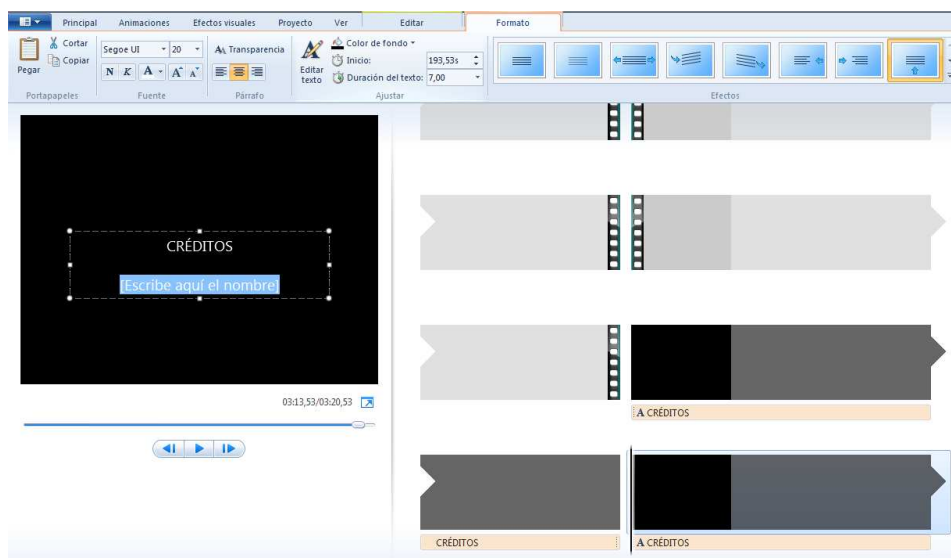 Principal Animaciones Efectos visuales Proyecto Ver Editar Formato
Pegar
Cortar
Copiar
Portapapeles
Segoe UI 20
N K A A A
Fuente
Transparencia
Párrafo
Editar texto
Color de fondo
Inicio: 193,53s
Duración del texto: 7,00
Ajustar
Efectos
CRÉDITOS
[Escribe aquí el nombre]
03:13,53/03:20,53
A CRÉDITOS
CRÉDITOS
A CRÉDITOS